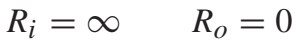 R_i = ∞ R_o = 0